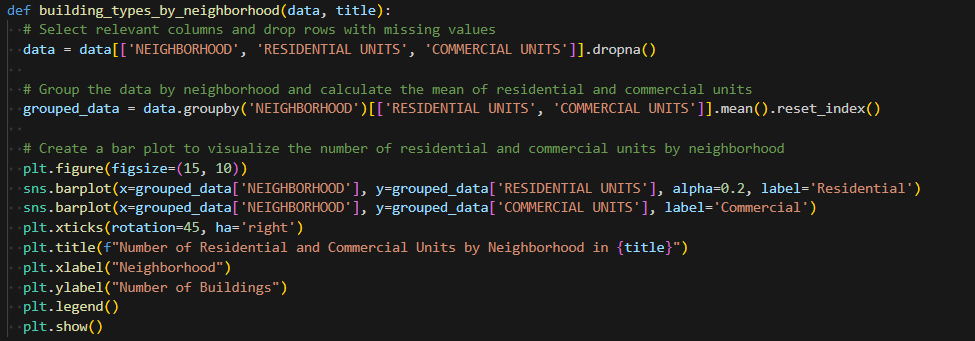 def building_types_by_neighborhood(data, title):
# Select relevant columns and drop rows with missing values
data = data[['NEIGHBORHOOD', 'RESIDENTIAL UNITS', 'COMMERCIAL UNITS']].dropna()
# Group the data by neighborhood and calculate the mean of residential and commercial units
grouped_data = data.groupby('NEIGHBORHOOD')[['RESIDENTIAL UNITS', 'COMMERCIAL UNITS']].mean().reset_index()
# Create a bar plot to visualize the number of residential and commercial units by neighborhood
plt.figure(figsize=(15, 10))
sns.barplot(x=grouped_data['NEIGHBORHOOD'], y=grouped_data['RESIDENTIAL UNITS'], alpha=0.2, label='Residential')
sns.barplot(x=grouped_data['NEIGHBORHOOD'], y=grouped_data['COMMERCIAL UNITS'], label='Commercial')
plt.xticks(rotation=45, ha='right')
plt.title(f"Number of Residential and Commercial Units by Neighborhood in {title}")
plt.xlabel("Neighborhood")
plt.ylabel("Number of Buildings")
plt.legend()
plt.show()